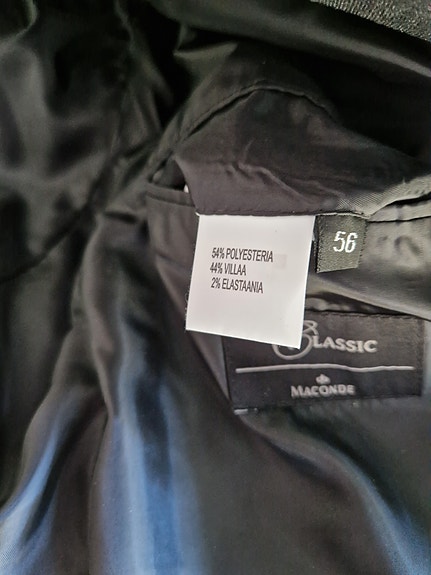 54% POLYESTERIA
44% VILLAA
2% ELASTAANIA
56
CLASSIC
MACONDE